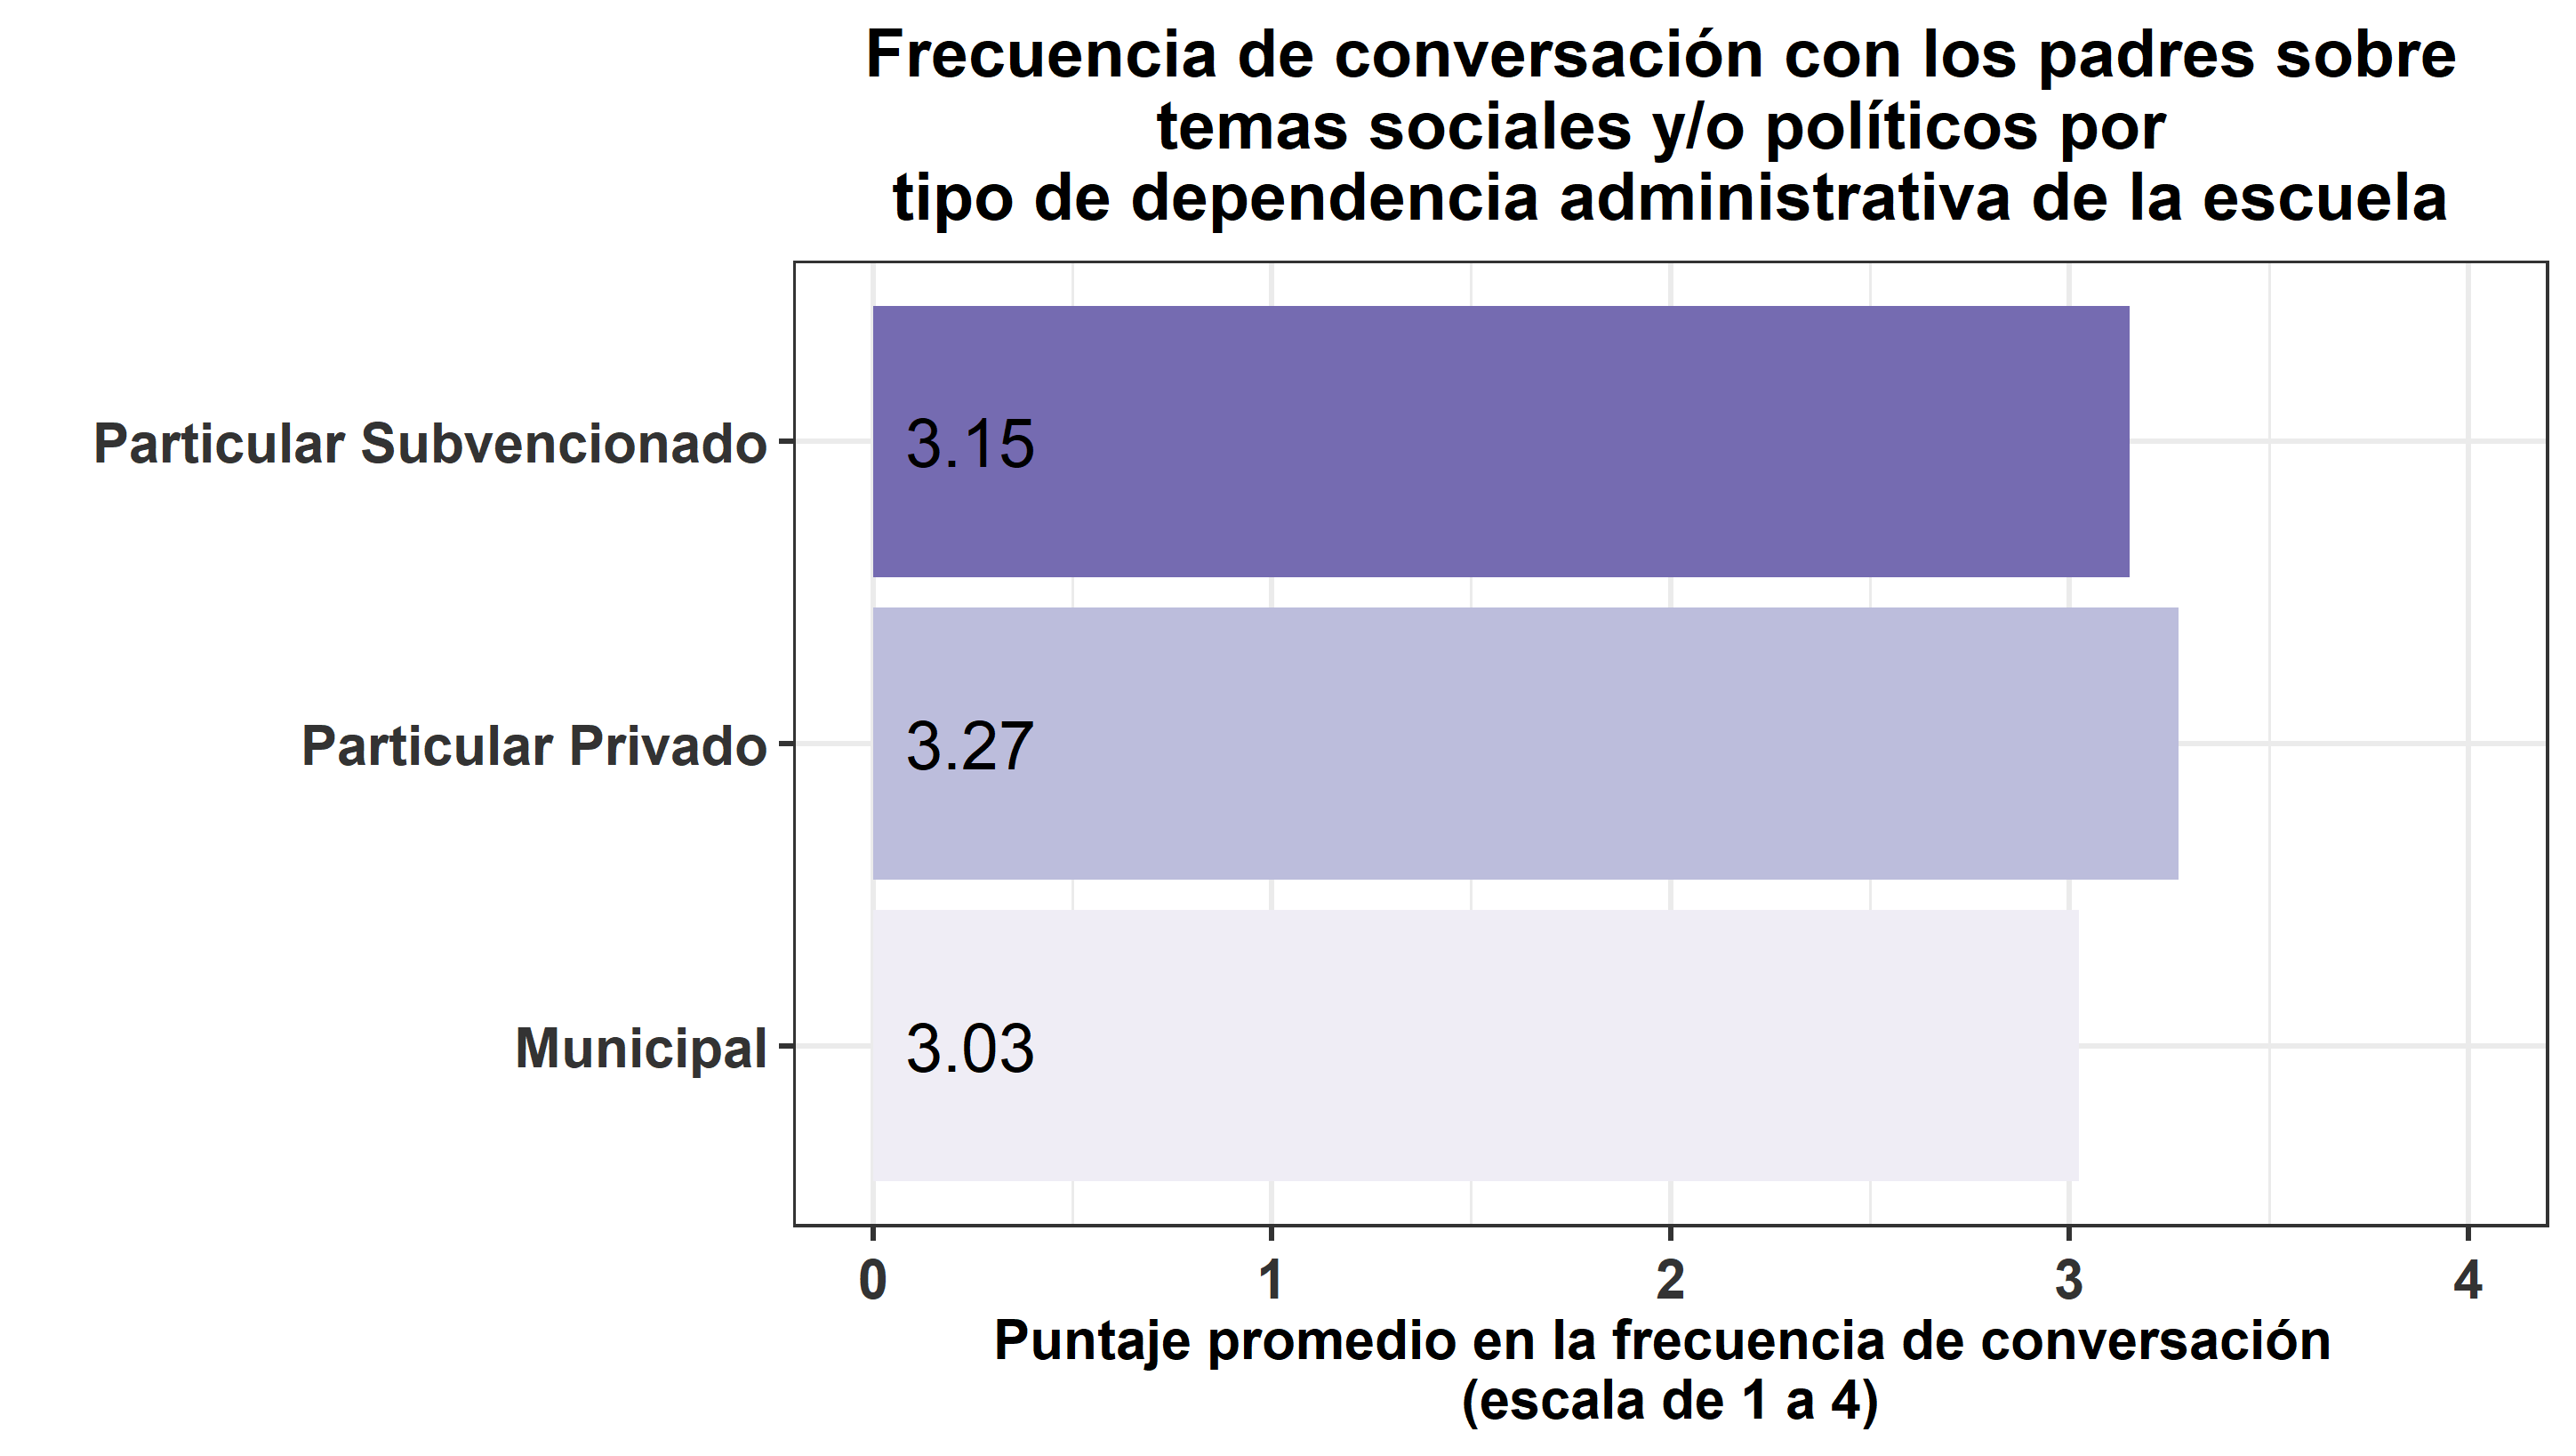 Frecuencia de conversación con los padres sobre
temas sociales y/o políticos por
tipo de dependencia administrativa de la escuela
Particular Subvencionado
3.15
Particular Privado
3.27
Municipal
3.03
0 1 2 3 4
Puntaje promedio en la frecuencia de conversación
(escala de 1 a 4)